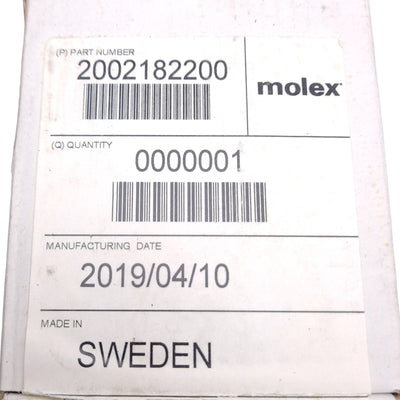 (P) PART NUMBER
2002182200
molex
(Q) QUANTITY
0000001
MANUFACTURING DATE
2019/04/10
MADE IN
SWEDEN